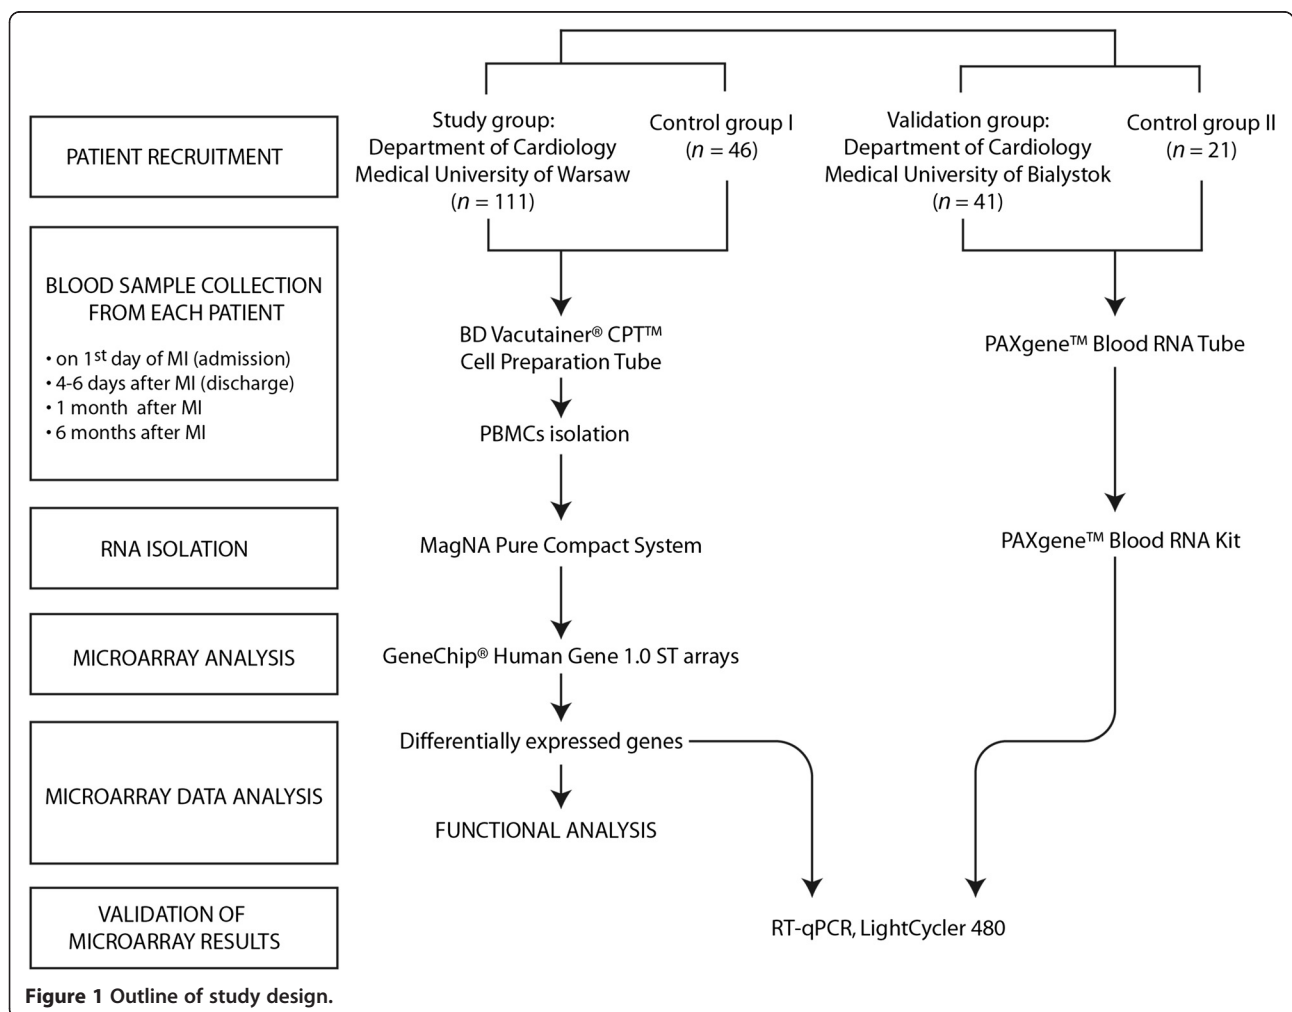 PATIENT RECRUITMENT
Study group:
Department of Cardiology
Medical University of Warsaw
(n = 111)
Control group I
(n = 46)
Validation group:
Department of Cardiology
Medical University of Bialystok
(n = 41)
Control group II
(n = 21)
BLOOD SAMPLE COLLECTION
FROM EACH PATIENT
• on 1st day of MI (admission)
• 4-6 days after MI (discharge)
• 1 month after MI
• 6 months after MI
BD Vacutainer® CPT™
Cell Preparation Tube
PBMCs isolation
PAXgene™ Blood RNA Tube
RNA ISOLATION
MagNA Pure Compact System
PAXgene™ Blood RNA Kit
MICROARRAY ANALYSIS
GeneChip® Human Gene 1.0 ST arrays
MICROARRAY DATA ANALYSIS
Differentially expressed genes
FUNCTIONAL ANALYSIS
VALIDATION OF
MICROARRAY RESULTS
RT-qPCR, LightCycler 480
Figure 1 Outline of study design.